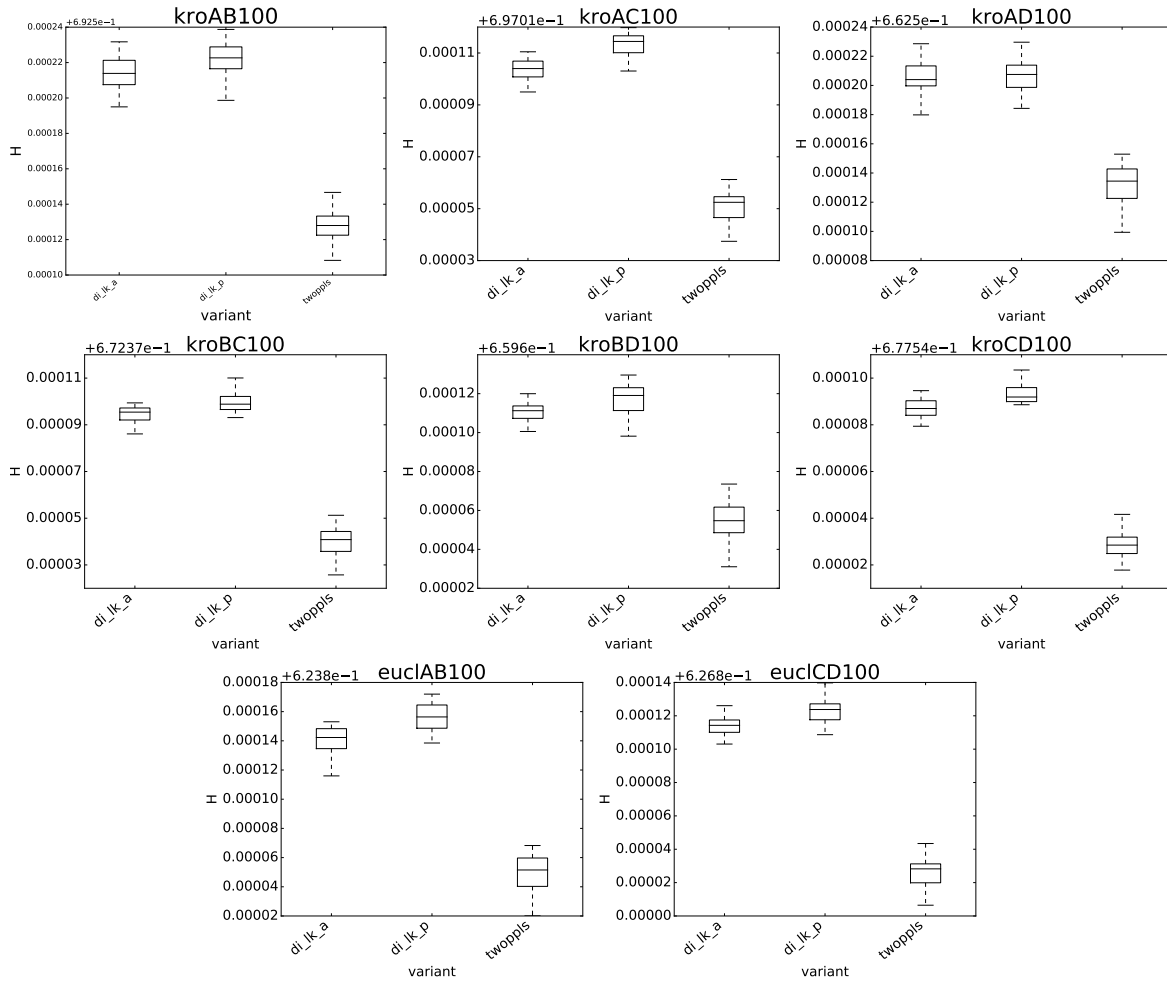 kroAB100
+6.925e−1
0.00024
0.00022
0.00020
0.00018
0.00016
0.00014
0.00012
0.00010
H
di_lk_a
di_lk_p
twoppls
variant
kroAC100
+6.9701e−1
0.00011
0.00009
0.00007
0.00005
0.00003
H
di_lk_a
di_lk_p
twoppls
variant
kroAD100
+6.625e−1
0.00024
0.00022
0.00020
0.00018
0.00016
0.00014
0.00012
0.00010
0.00008
H
di_lk_a
di_lk_p
twoppls
variant
kroBC100
+6.7237e−1
0.00011
0.00009
0.00007
0.00005
0.00003
H
di_lk_a
di_lk_p
twoppls
variant
kroBD100
+6.596e−1
0.00012
0.00010
0.00008
0.00006
0.00004
0.00002
H
di_lk_a
di_lk_p
twoppls
variant
kroCD100
+6.7754e−1
0.00010
0.00008
0.00006
0.00004
0.00002
H
di_lk_a
di_lk_p
twoppls
variant
euclAB100
+6.238e−1
0.00018
0.00016
0.00014
0.00012
0.00010
0.00008
0.00006
0.00004
0.00002
H
di_lk_a
di_lk_p
twoppls
variant
euclCD100
+6.268e−1
0.00014
0.00012
0.00010
0.00008
0.00006
0.00004
0.00002
0.00000
H
di_lk_a
di_lk_p
twoppls
variant